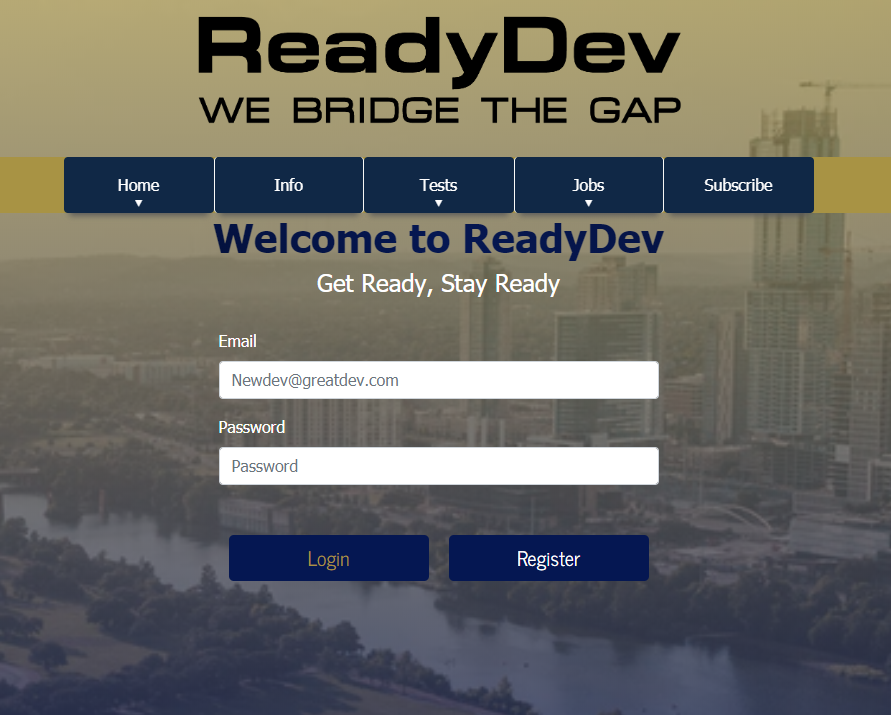 ReadyDev
WE BRIDGE THE GAP
Home Info Tests Jobs Subscribe
Welcome to ReadyDev
Get Ready, Stay Ready
Email
Newdev@greatdev.com
Password
Password
Login Register